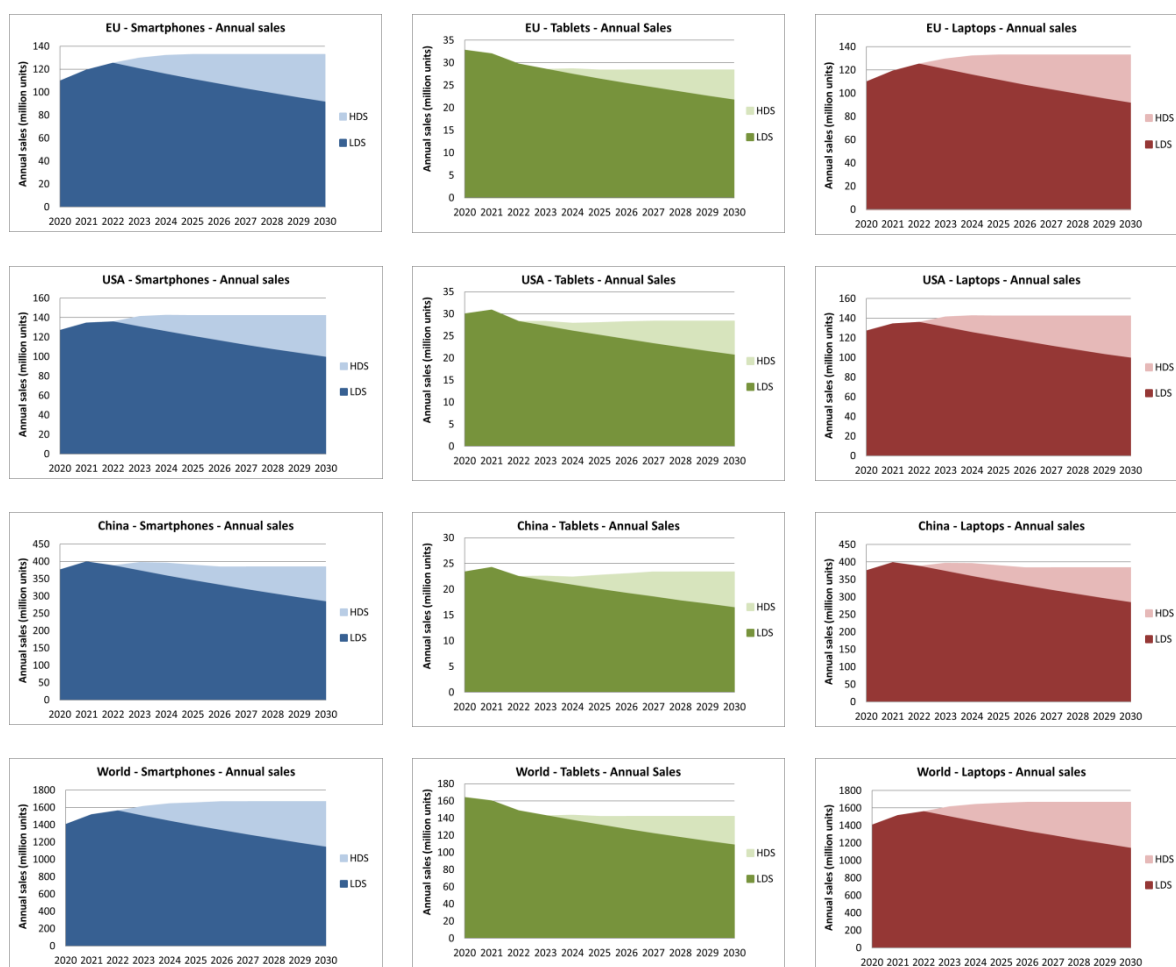 EU - Smartphones - Annual sales
Annual sales (million units)
140
120
100
80
60
40
20
0
2020 2021 2022 2023 2024 2025 2026 2027 2028 2029 2030
HDS
LDS
EU - Tablets - Annual Sales
Annual sales (million units)
35
30
25
20
15
10
5
0
2020 2021 2022 2023 2024 2025 2026 2027 2028 2029 2030
HDS
LDS
EU - Laptops - Annual sales
Annual sales (million units)
140
120
100
80
60
40
20
0
2020 2021 2022 2023 2024 2025 2026 2027 2028 2029 2030
HDS
LDS
USA - Smartphones - Annual sales
Annual sales (million units)
160
140
120
100
80
60
40
20
0
2020 2021 2022 2023 2024 2025 2026 2027 2028 2029 2030
HDS
LDS
USA - Tablets - Annual Sales
Annual sales (million units)
35
30
25
20
15
10
5
0
2020 2021 2022 2023 2024 2025 2026 2027 2028 2029 2030
HDS
LDS
USA - Laptops - Annual sales
Annual sales (million units)
160
140
120
100
80
60
40
20
0
2020 2021 2022 2023 2024 2025 2026 2027 2028 2029 2030
HDS
LDS
China - Smartphones - Annual sales
Annual sales (million units)
450
400
350
300
250
200
150
100
50
0
2020 2021 2022 2023 2024 2025 2026 2027 2028 2029 2030
HDS
LDS
China - Tablets - Annual Sales
Annual sales (million units)
30
25
20
15
10
5
0
2020 2021 2022 2023 2024 2025 2026 2027 2028 2029 2030
HDS
LDS
China - Laptops - Annual sales
Annual sales (million units)
450
400
350
300
250
200
150
100
50
0
2020 2021 2022 2023 2024 2025 2026 2027 2028 2029 2030
HDS
LDS
World - Smartphones - Annual sales
Annual sales (million units)
1800
1600
1400
1200
1000
800
600
400
200
0
2020 2021 2022 2023 2024 2025 2026 2027 2028 2029 2030
HDS
LDS
World - Tablets - Annual Sales
Annual sales (million units)
180
160
140
120
100
80
60
40
20
0
2020 2021 2022 2023 2024 2025 2026 2027 2028 2029 2030
HDS
LDS
World - Laptops - Annual sales
Annual sales (million units)
1800
1600
1400
1200
1000
800
600
400
200
0
2020 2021 2022 2023 2024 2025 2026 2027 2028 2029 2030
HDS
LDS